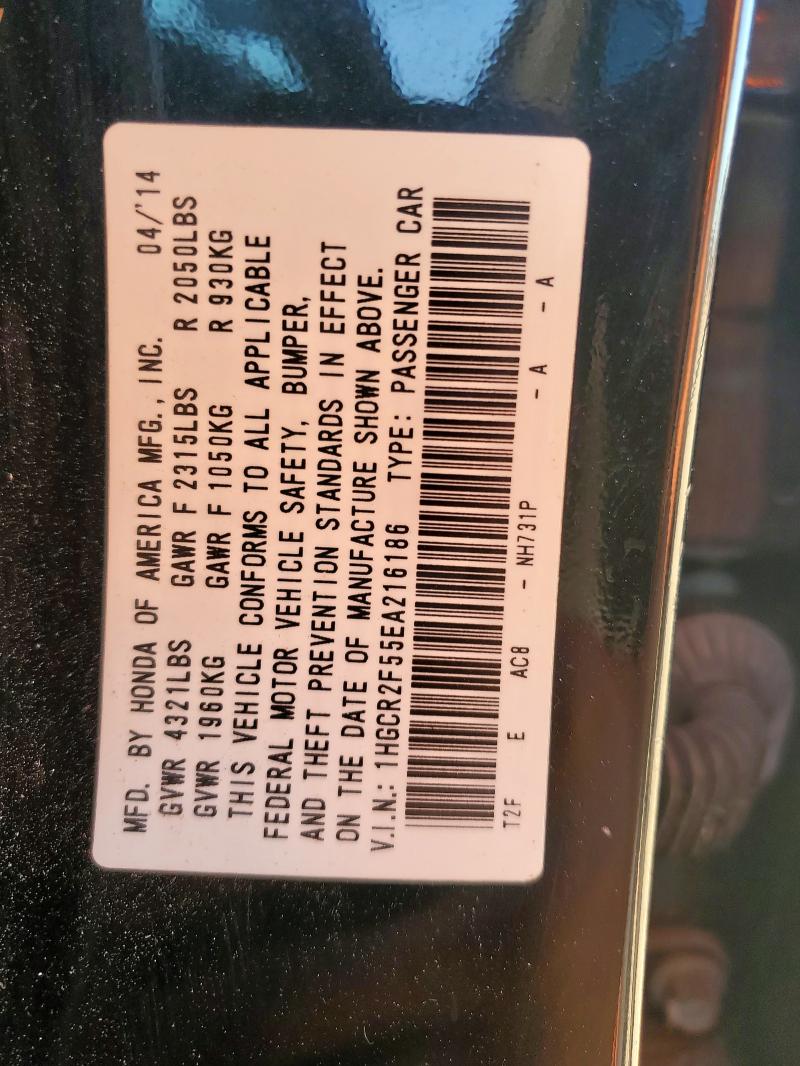 MFD. BY HONDA OF AMERICA MFG., INC. 04/'14
GVWR 4321LBS GAWR F 2315LBS R 2050LBS
GVWR 1960KG GAWR F 1050KG R 930KG
THIS VEHICLE CONFORMS TO ALL APPLICABLE
FEDERAL MOTOR VEHICLE SAFETY, BUMPER,
AND THEFT PREVENTION STANDARDS IN EFFECT
ON THE DATE OF MANUFACTURE SHOWN ABOVE.
V.I.N.: 1HGCR2F55EA216186 TYPE: PASSENGER CAR
T2F E AC8 - NH731P - A - A